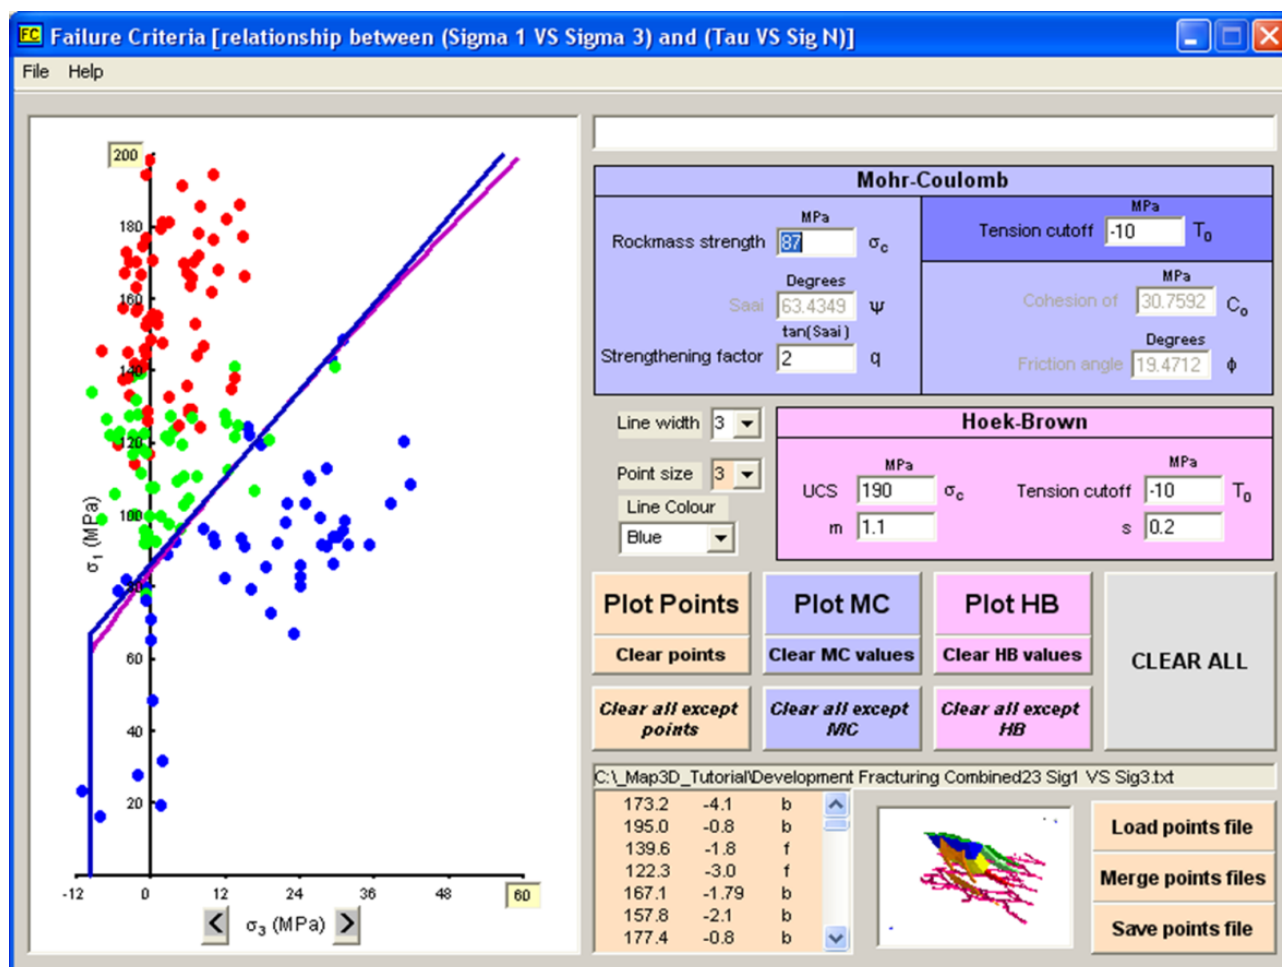 FC Failure Criteria [relationship between (Sigma 1 VS Sigma 3) and (Tau VS Sig N)]
File Help
200
180
160
140
120
100
80
60
40
20
σ1 (MPa)
-12 0 12 24 36 48 60
< σ3 (MPa) >
Mohr-Coulomb
MPa
Rockmass strength 87 σc
Degrees
Saai 63.4349 Ψ
tan(Saai)
Strengthening factor 2 q
MPa
Tension cutoff -10 T0
MPa
Cohesion of 30.7592 Co
Degrees
Friction angle 19.4712 ϕ
Line width 3
Point size 3
Line Colour
Blue
Hoek-Brown
MPa MPa
UCS 190 σc Tension cutoff -10 T0
m 1.1 s 0.2
Plot Points Plot MC Plot HB
Clear points Clear MC values Clear HB values
CLEAR ALL
Clear all except points
Clear all except MC
Clear all except HB
C:\_Map3D_Tutorial\Development Fracturing Combined23 Sig1 VS Sig3.txt
173.2 -4.1 b
195.0 -0.8 b
139.6 -1.8 f
122.3 -3.0 f
167.1 -1.79 b
157.8 -2.1 b
177.4 -0.8 b
Load points file
Merge points files
Save points file